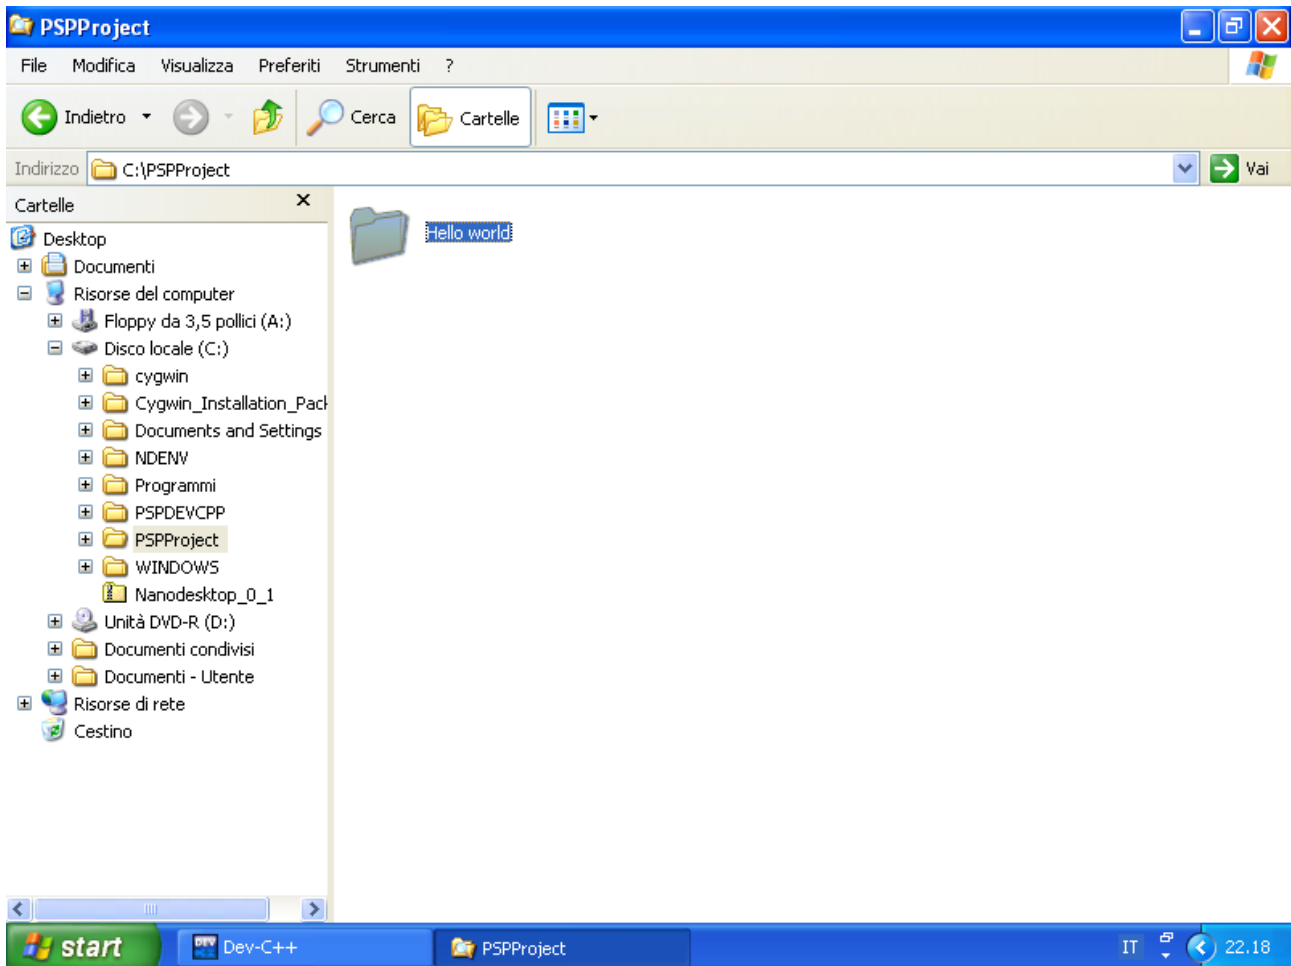 PSPProject
File Modifica Visualizza Preferiti Strumenti ?
Indietro Cerca Cartelle
Indirizzo C:\PSPProject Vai
Cartelle
Hello world
Desktop
Documenti
Risorse del computer
Floppy da 3,5 pollici (A:)
Disco locale (C:)
cygwin
Cygwin_Installation_Pack
Documents and Settings
NDENV
Programmi
PSPDEVCPP
PSPProject
WINDOWS
Nanodesktop_0_1
Unità DVD-R (D:)
Documenti condivisi
Documenti - Utente
Risorse di rete
Cestino
start DEV Dev-C++ PSPProject IT 22.18